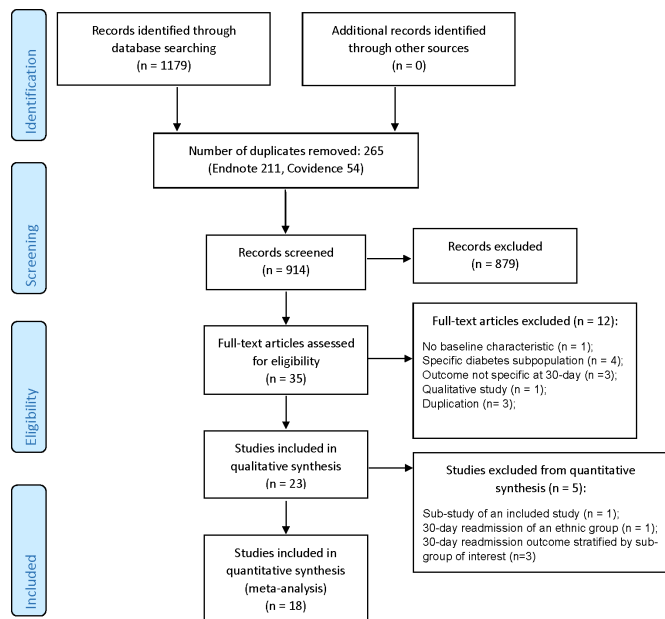 Identification
Records identified through
database searching
(n = 1179)
Additional records identified
through other sources
(n = 0)
Number of duplicates removed: 265
(Endnote 211, Covidence 54)
Screening
Records screened
(n = 914)
Records excluded
(n = 879)
Eligibility
Full-text articles assessed
for eligibility
(n = 35)
Full-text articles excluded (n = 12):
No baseline characteristic (n = 1);
Specific diabetes subpopulation (n = 4);
Outcome not specific at 30-day (n =3);
Qualitative study (n = 1);
Duplication (n= 3);
Studies included in
qualitative synthesis
(n = 23)
Studies excluded from quantitative
synthesis (n = 5):
Sub-study of an included study (n = 1);
30-day readmission of an ethnic group (n = 1);
30-day readmission outcome stratified by sub-
group of interest (n=3)
Included
Studies included in
quantitative synthesis
(meta-analysis)
(n = 18)